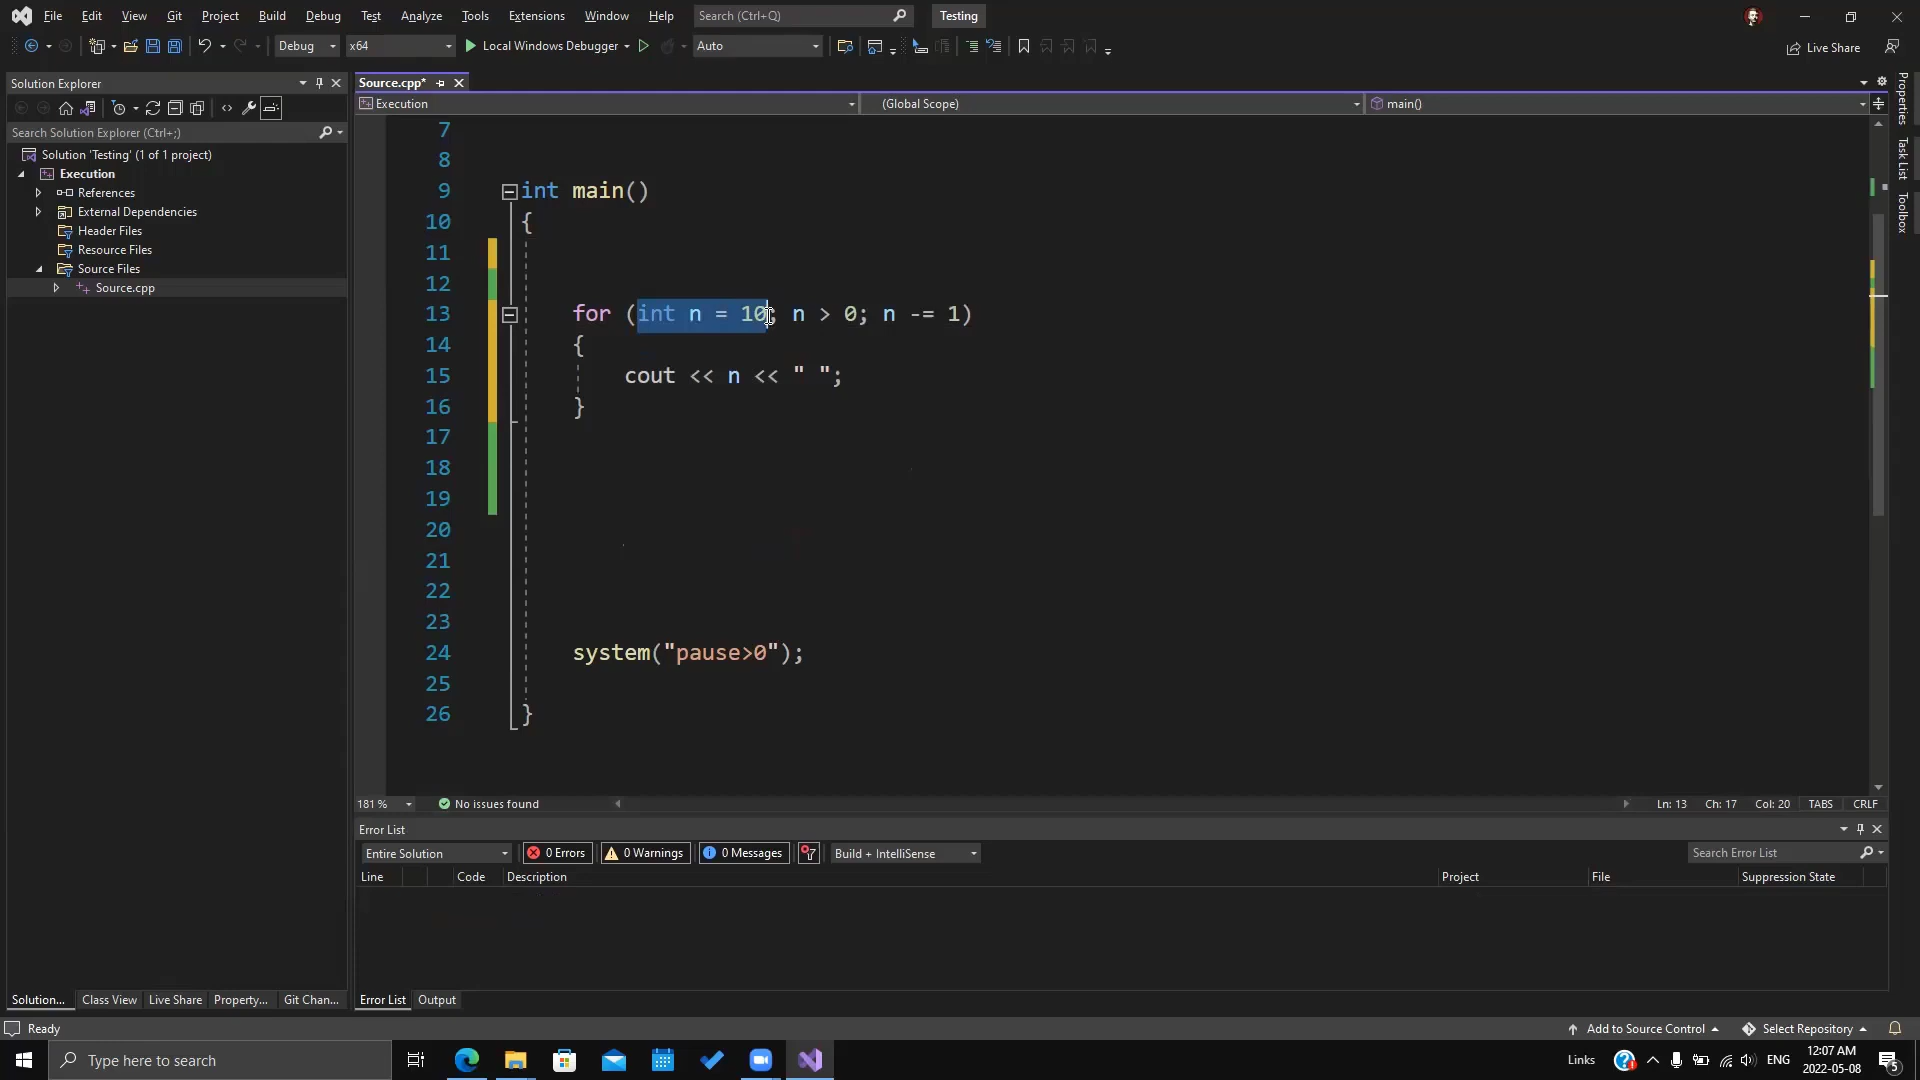 File Edit View Git Project Build Debug Test Analyze Tools Extensions Window Help Search (Ctrl+Q) Testing
Debug x64 Local Windows Debugger Auto Live Share
Solution Explorer
Search Solution Explorer (Ctrl+;)
Solution 'Testing' (1 of 1 project)
Execution
References
External Dependencies
Header Files
Resource Files
Source Files
Source.cpp
Source.cpp*
Execution (Global Scope) main()
7
8
9 int main()
10 {
11
12
13 for (int n = 10; n > 0; n -= 1)
14 {
15 cout << n << " ";
16 }
17
18
19
20
21
22
23
24 system("pause>0");
25
26 }
181 % No issues found Ln: 13 Ch: 17 Col: 20 TABS CRLF
Error List
Entire Solution 0 Errors 0 Warnings 0 Messages Build + IntelliSense Search Error List
Line Code Description Project File Suppression State
Solution... Class View Live Share Property... Git Chan... Error List Output
Properties
Task List
Toolbox
Ready Add to Source Control Select Repository
Type here to search Links ENG 12:07 AM
2022-05-08
5